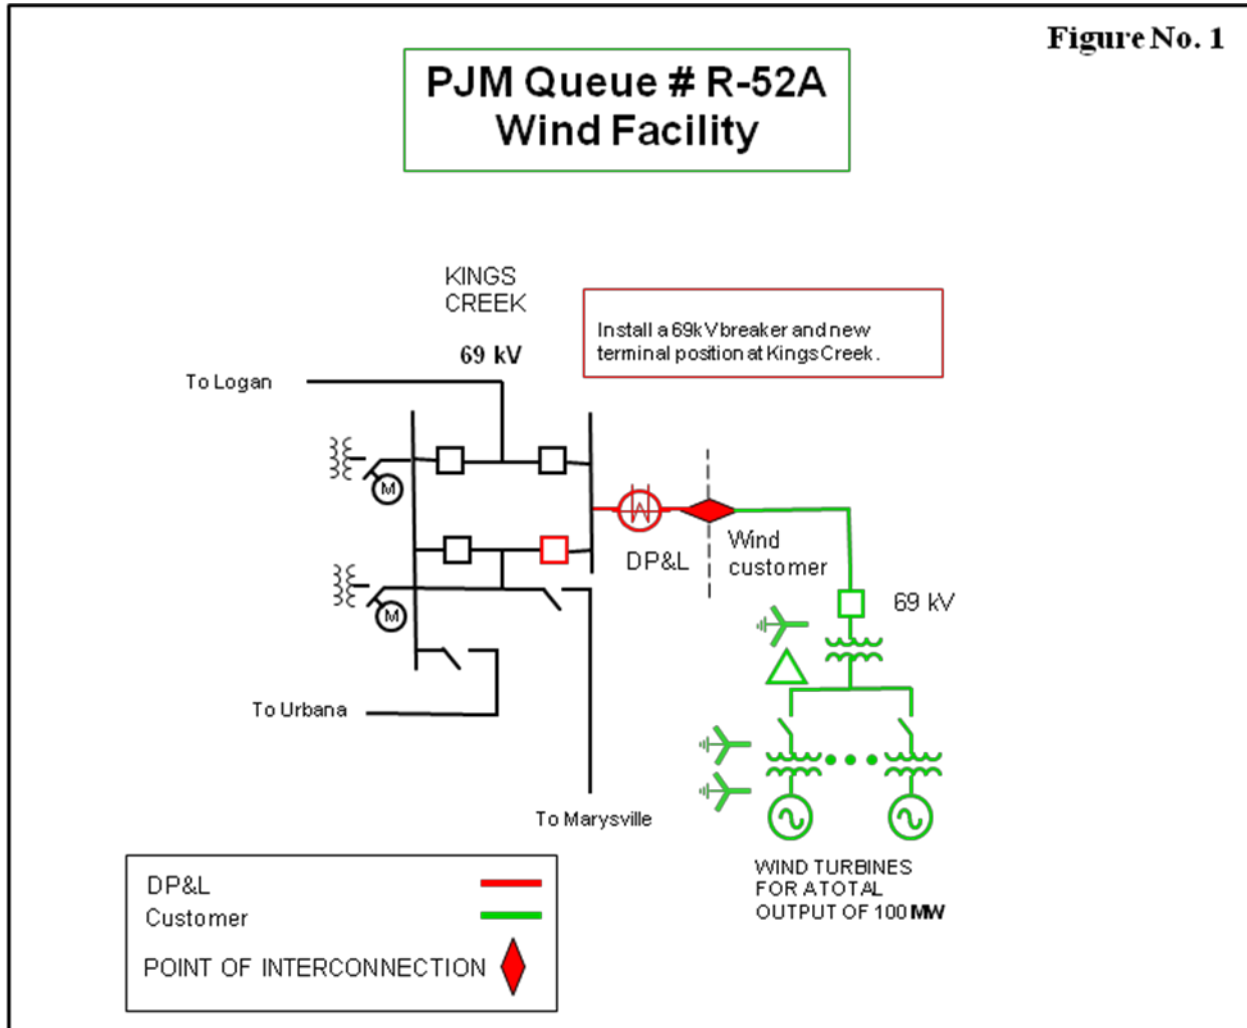 Figure No. 1
PJM Queue # R-52A
Wind Facility
KINGS
CREEK
69 kV
Install a 69kV breaker and new
terminal position at Kings Creek.
To Logan
M
DP&L
Wind
customer
M
69 kV
To Urbana
To Marysville
WIND TURBINES
FOR A TOTAL
OUTPUT OF 100 MW
DP&L
Customer
POINT OF INTERCONNECTION